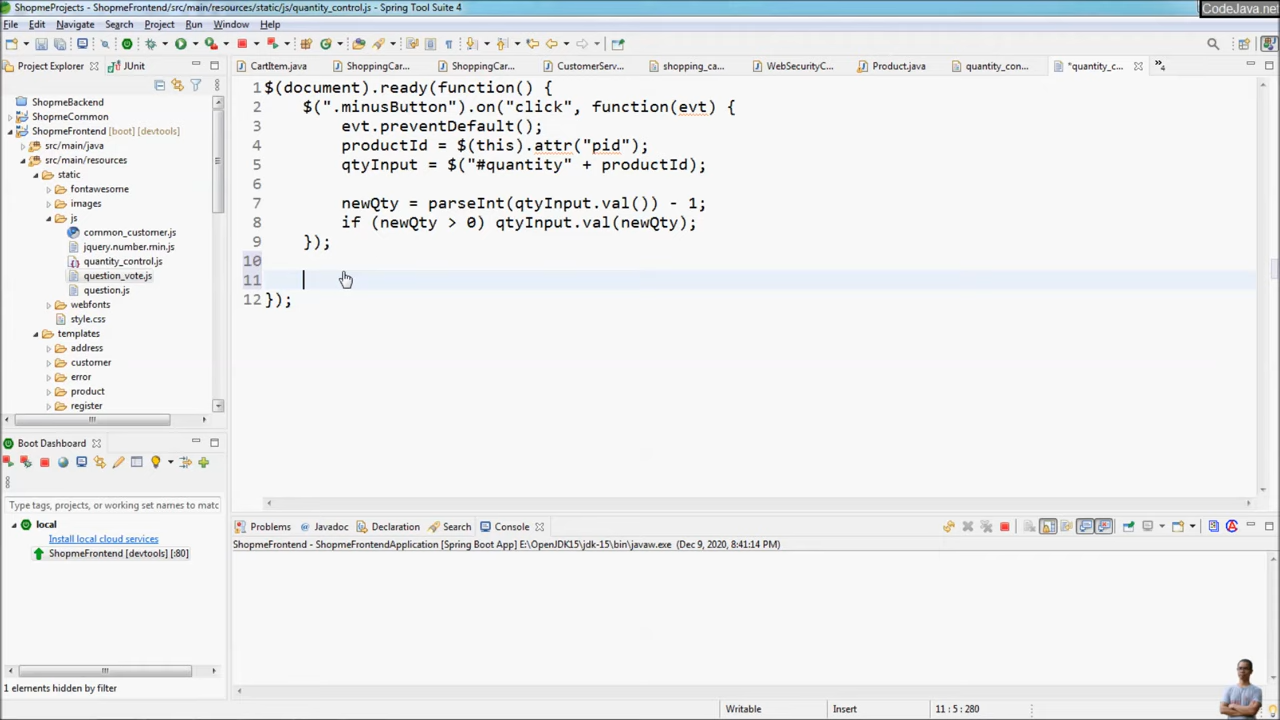 ShopmeProjects - ShopmeFrontend/src/main/resources/static/js/quantity_control.js - Spring Tool Suite 4
CodeJava.net
File Edit Navigate Search Project Run Window Help
Project Explorer JUnit
CartItem.java ShoppingCar... ShoppingCar... CustomerServ... shopping_ca... WebSecurityC... Product.java quantity_con... *quantity_c... »4
ShopmeBackend
ShopmeCommon
ShopmeFrontend [boot] [devtools]
src/main/java
src/main/resources
static
fontawesome
images
js
common_customer.js
jquery.number.min.js
quantity_control.js
question_vote.js
question.js
webfonts
style.css
templates
address
customer
error
product
register
1 $(document).ready(function() {
2 $(".minusButton").on("click", function(evt) {
3 evt.preventDefault();
4 productId = $(this).attr("pid");
5 qtyInput = $("#quantity" + productId);
6
7 newQty = parseInt(qtyInput.val()) - 1;
8 if (newQty > 0) qtyInput.val(newQty);
9 });
10
11
12 });
Boot Dashboard
Type tags, projects, or working set names to matc
local
Install local cloud services
ShopmeFrontend [devtools] [:80]
1 elements hidden by filter
Problems Javadoc Declaration Search Console
ShopmeFrontend - ShopmeFrontendApplication [Spring Boot App] E:\OpenJDK15\jdk-15\bin\javaw.exe (Dec 9, 2020, 8:41:14 PM)
Writable Insert 11 : 5 : 280